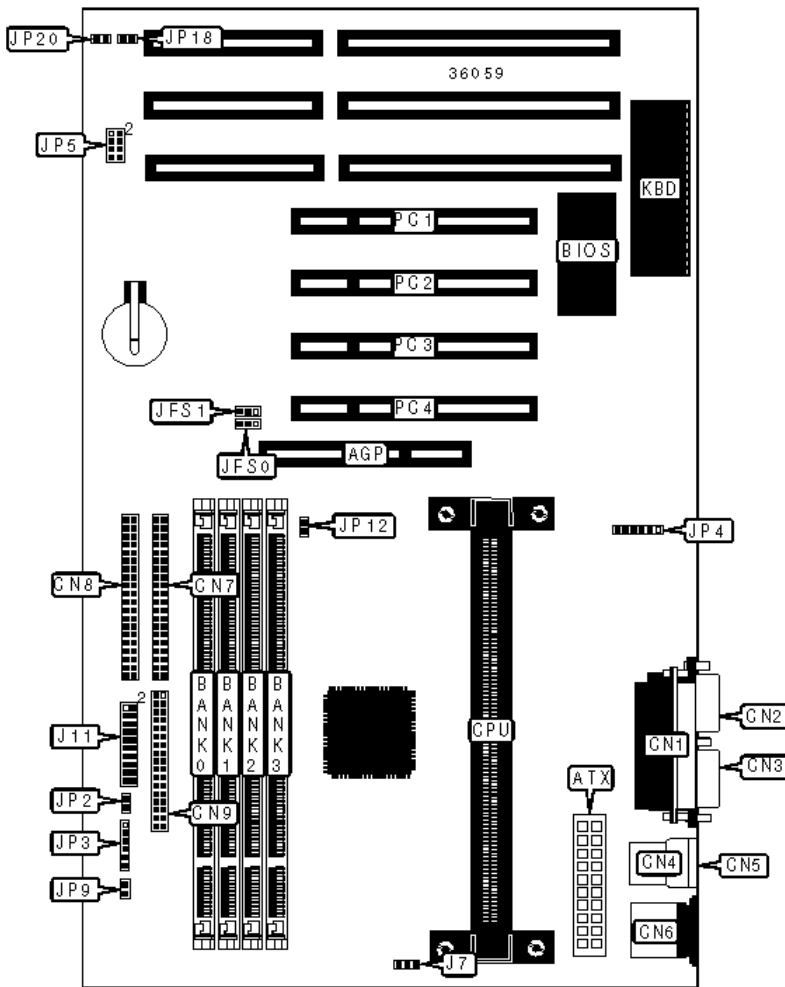 JP20
JP18
36059
2
JP5
KBD
PC1
BIOS
PC2
PC3
PC4
JFS1
JFS0
AGP
JP12
JP4
CN8
CN7
BANK0
BANK1
BANK2
BANK3
2
J11
CPU
CN2
CN1
CN3
ATX
JP2
CN9
JP3
CN4
CN5
JP9
CN6
J7